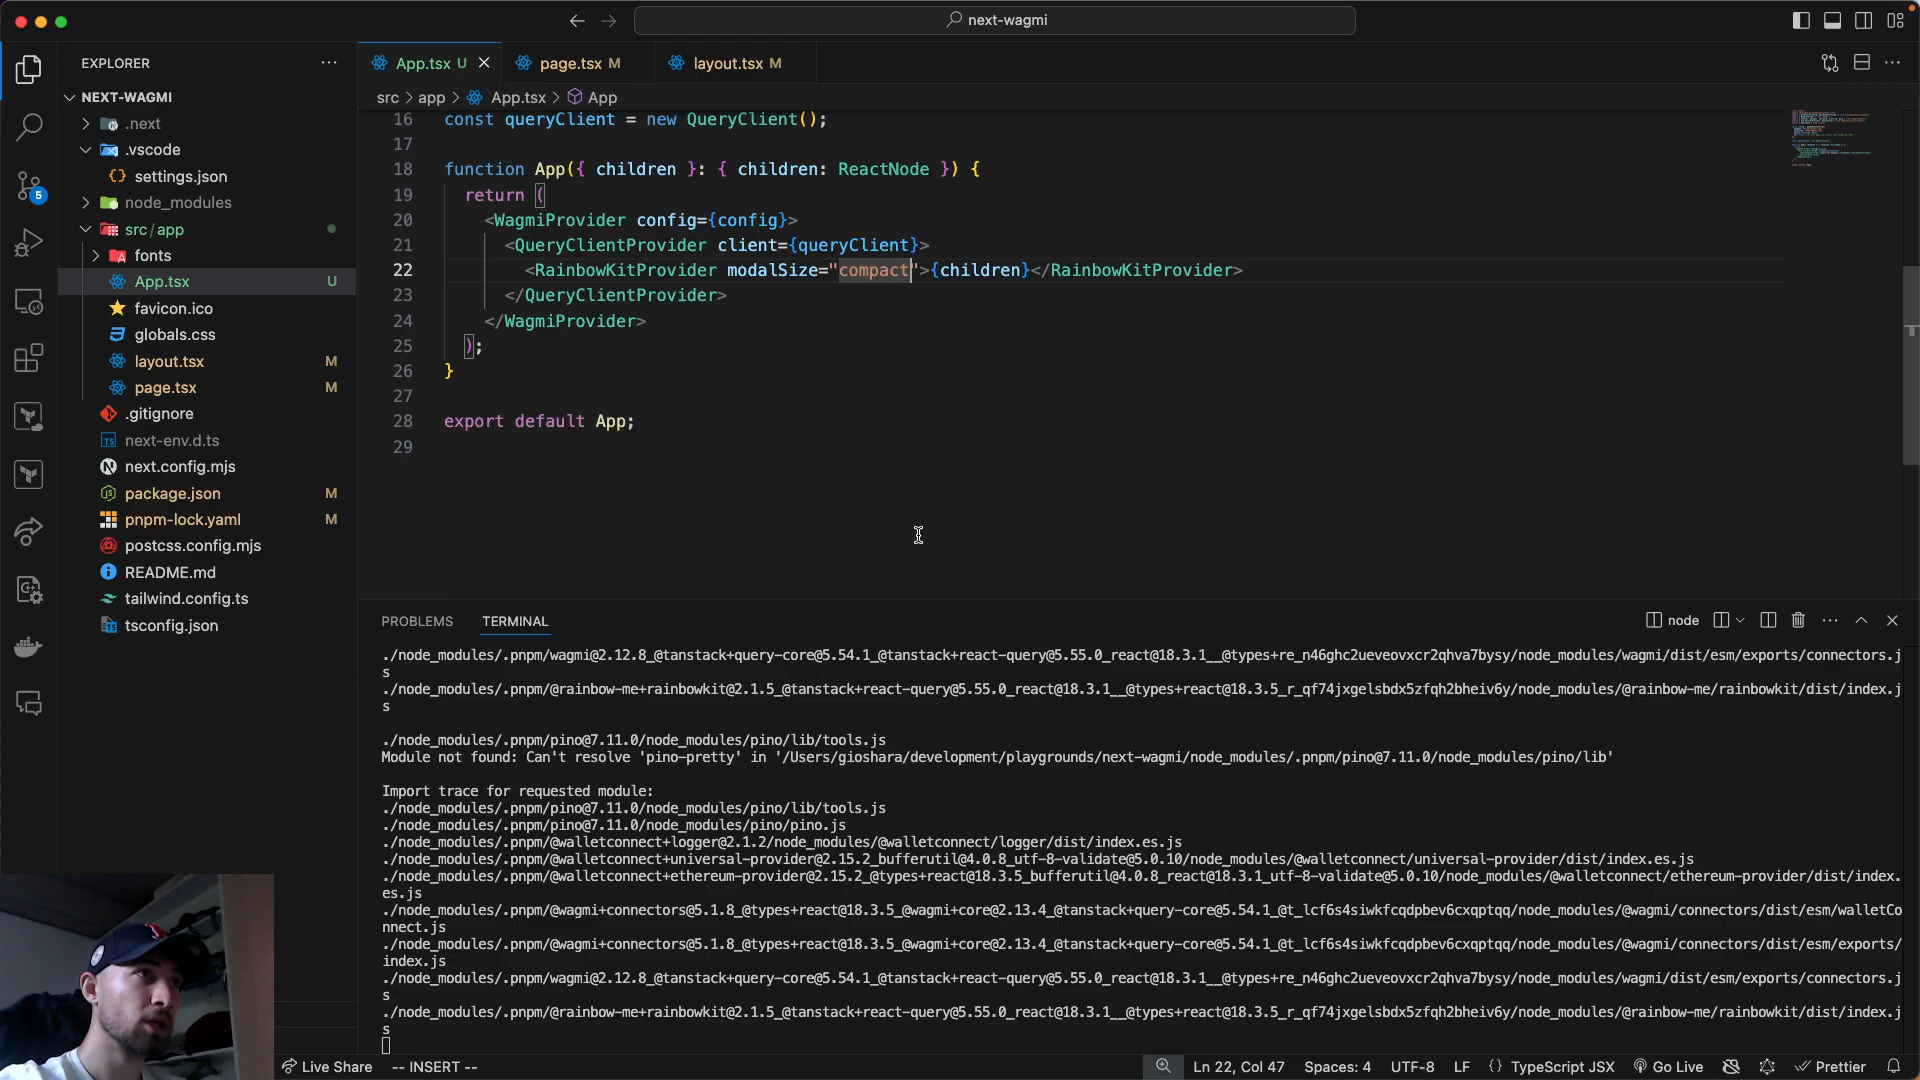 next-wagmi
EXPLORER
NEXT-WAGMI
.next
.vscode
settings.json
node_modules
src/app
fonts
App.tsx U
favicon.ico
globals.css
layout.tsx M
page.tsx M
.gitignore
next-env.d.ts
next.config.mjs
package.json M
pnpm-lock.yaml M
postcss.config.mjs
README.md
tailwind.config.ts
tsconfig.json
5
App.tsx U
page.tsx M
layout.tsx M
src > app > App.tsx > App
16 const queryClient = new QueryClient();
17
18 function App({ children }: { children: ReactNode }) {
19 return (
20 <WagmiProvider config={config}>
21 <QueryClientProvider client={queryClient}>
22 <RainbowKitProvider modalSize="compact">{children}</RainbowKitProvider>
23 </QueryClientProvider>
24 </WagmiProvider>
25 );
26 }
27
28 export default App;
29
PROBLEMS TERMINAL
node
./node_modules/.pnpm/wagmi@2.12.8_@tanstack+query-core@5.54.1_@tanstack+react-query@5.55.0_react@18.3.1__@types+re_n46ghc2ueveovxcr2qhva7bysy/node_modules/wagmi/dist/esm/exports/connectors.j
s
./node_modules/.pnpm/@rainbow-me+rainbowkit@2.1.5_@tanstack+react-query@5.55.0_react@18.3.1__@types+react@18.3.5_r_qf74jxgelsbdx5zfqh2bheiv6y/node_modules/@rainbow-me/rainbowkit/dist/index.j
s
./node_modules/.pnpm/pino@7.11.0/node_modules/pino/lib/tools.js
Module not found: Can't resolve 'pino-pretty' in '/Users/gioshara/development/playgrounds/next-wagmi/node_modules/.pnpm/pino@7.11.0/node_modules/pino/lib'
Import trace for requested module:
./node_modules/.pnpm/pino@7.11.0/node_modules/pino/lib/tools.js
./node_modules/.pnpm/pino@7.11.0/node_modules/pino/pino.js
./node_modules/.pnpm/@walletconnect+logger@2.1.2/node_modules/@walletconnect/logger/dist/index.es.js
./node_modules/.pnpm/@walletconnect+universal-provider@2.15.2_bufferutil@4.0.8_utf-8-validate@5.0.10/node_modules/@walletconnect/universal-provider/dist/index.es.js
./node_modules/.pnpm/@walletconnect+ethereum-provider@2.15.2_@types+react@18.3.5_bufferutil@4.0.8_react@18.3.1_utf-8-validate@5.0.10/node_modules/@walletconnect/ethereum-provider/dist/index.
es.js
./node_modules/.pnpm/@wagmi+connectors@5.1.8_@types+react@18.3.5_@wagmi+core@2.13.4_@tanstack+query-core@5.54.1_@t_lcf6s4siwkfcqdpbev6cxqptqq/node_modules/@wagmi/connectors/dist/esm/walletCo
nnect.js
./node_modules/.pnpm/@wagmi+connectors@5.1.8_@types+react@18.3.5_@wagmi+core@2.13.4_@tanstack+query-core@5.54.1_@t_lcf6s4siwkfcqdpbev6cxqptqq/node_modules/@wagmi/connectors/dist/esm/exports/
index.js
./node_modules/.pnpm/wagmi@2.12.8_@tanstack+query-core@5.54.1_@tanstack+react-query@5.55.0_react@18.3.1__@types+re_n46ghc2ueveovxcr2qhva7bysy/node_modules/wagmi/dist/esm/exports/connectors.j
s
./node_modules/.pnpm/@rainbow-me+rainbowkit@2.1.5_@tanstack+react-query@5.55.0_react@18.3.1__@types+react@18.3.5_r_qf74jxgelsbdx5zfqh2bheiv6y/node_modules/@rainbow-me/rainbowkit/dist/index.j
s
Live Share -- INSERT -- Ln 22, Col 47 Spaces: 4 UTF-8 LF {} TypeScript JSX Go Live Prettier